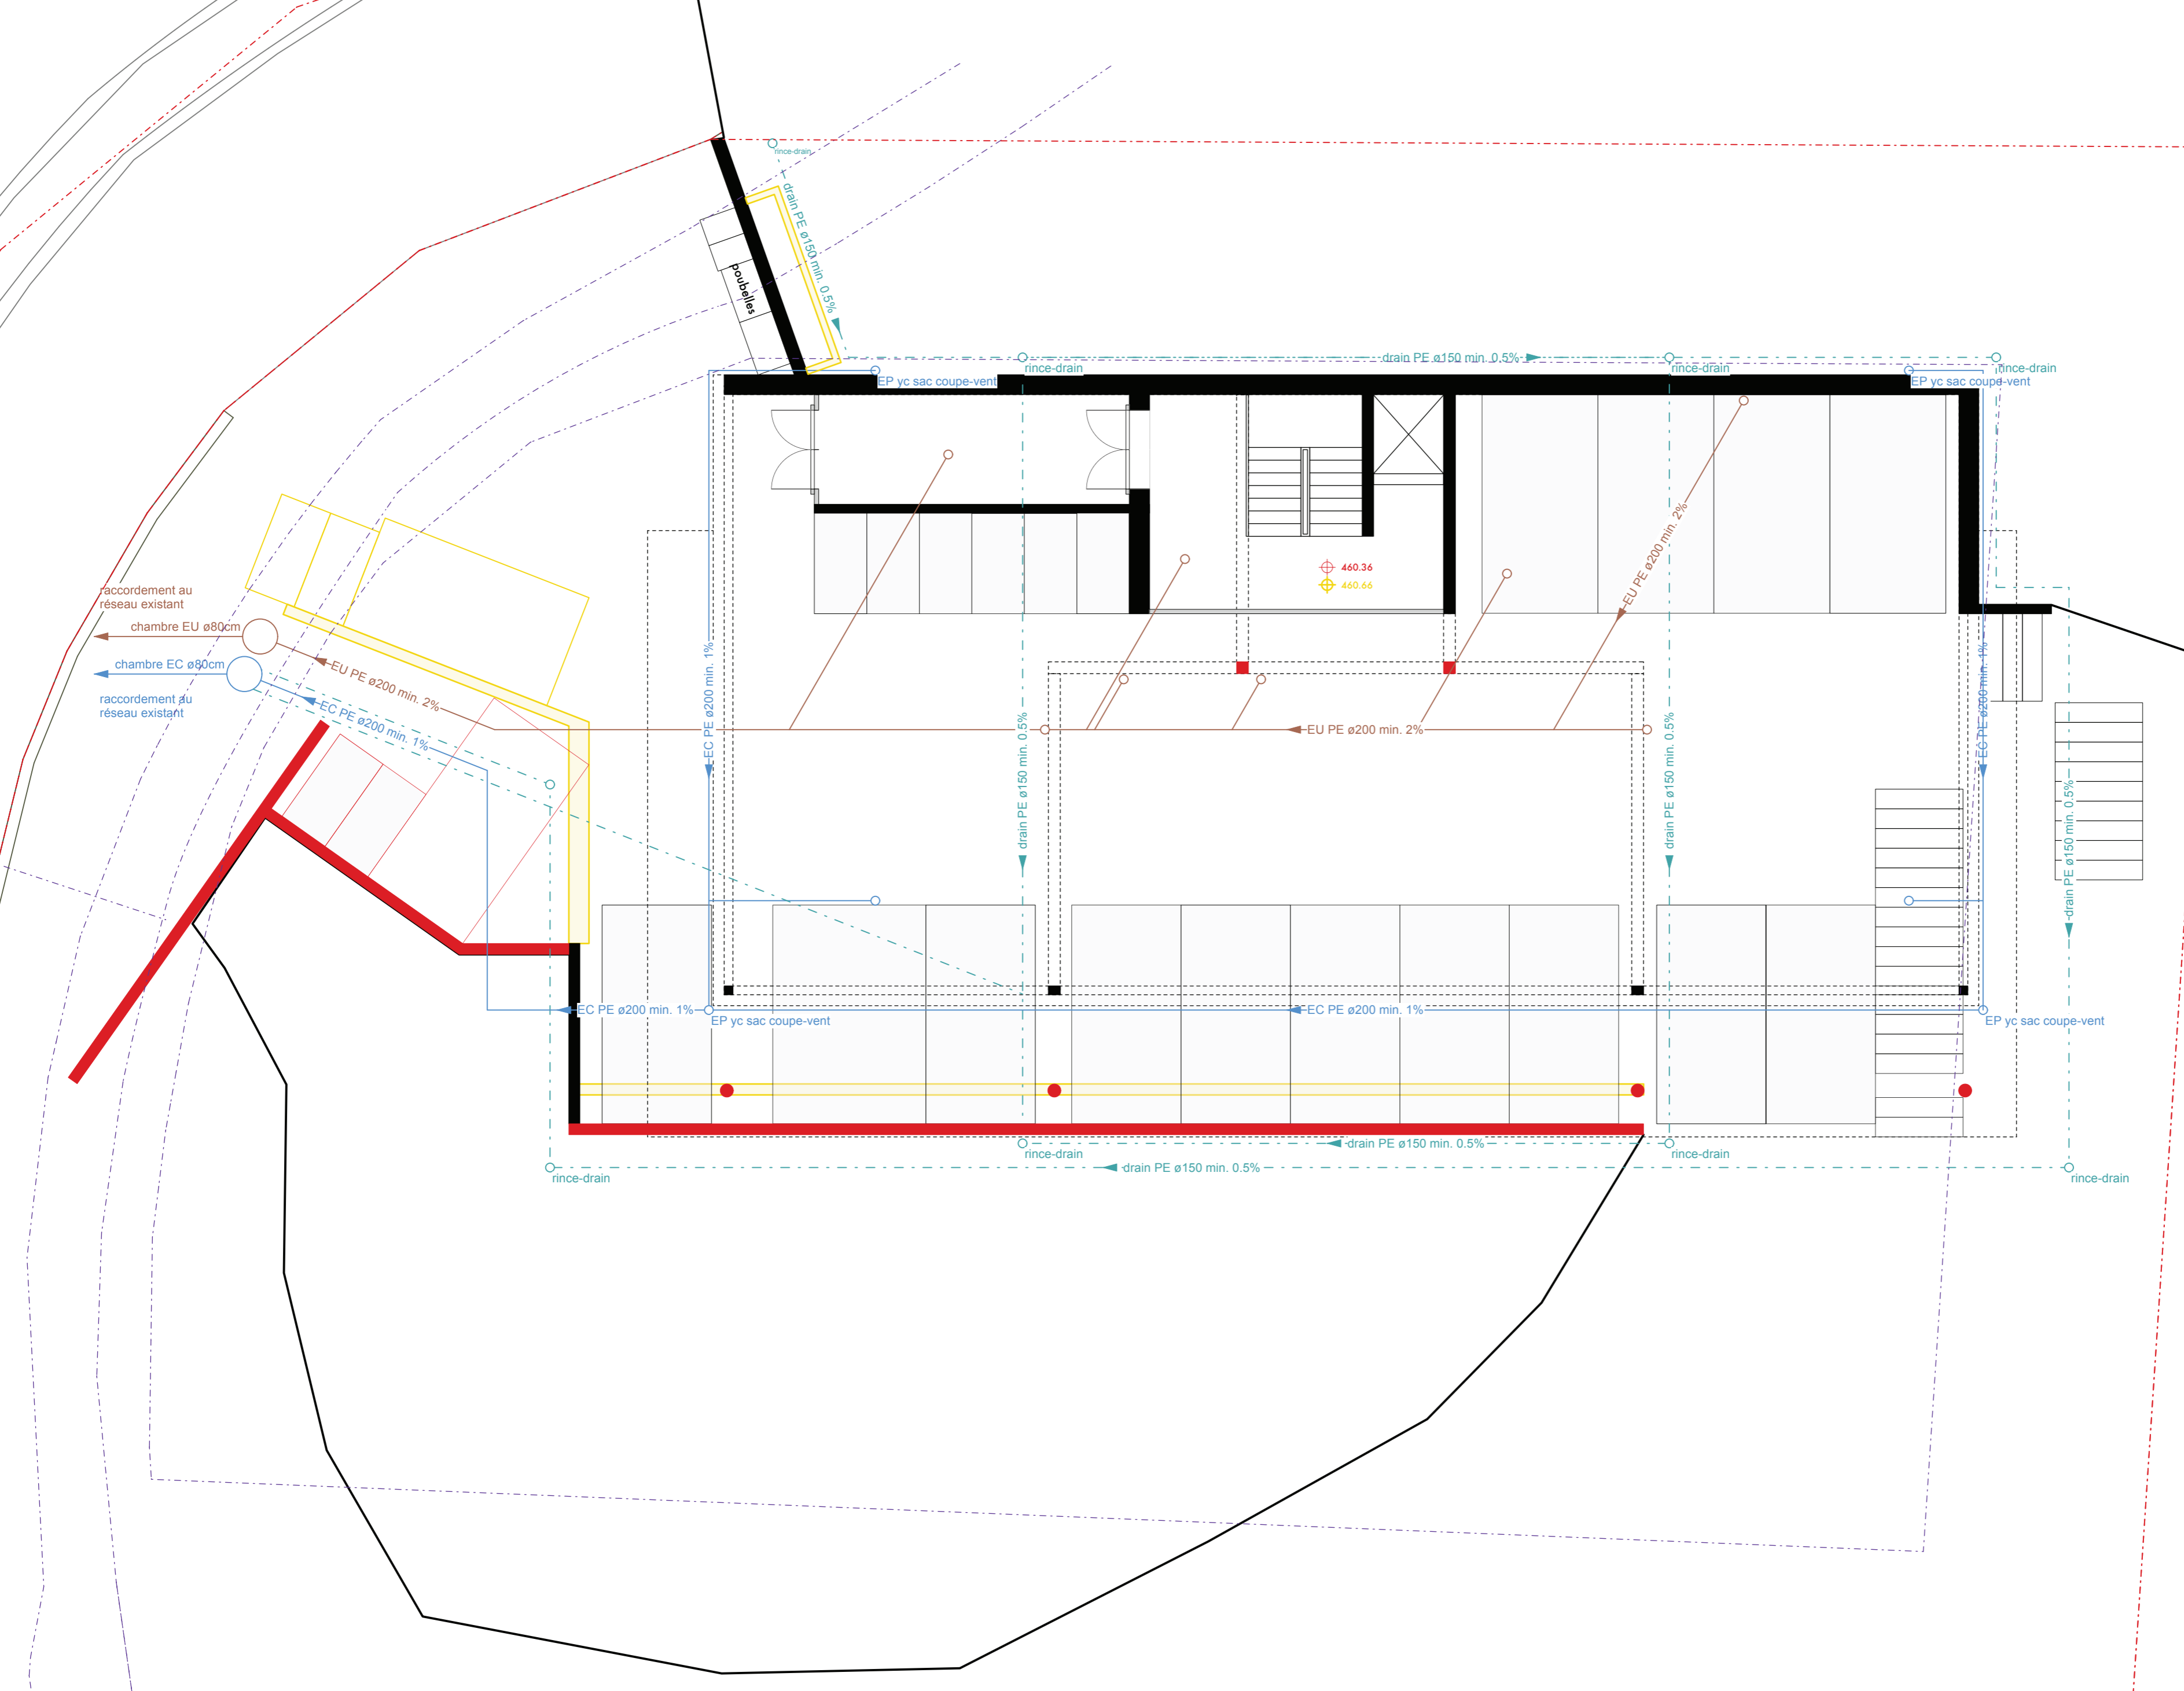 rince-drain
drain PE ø150 min. 0.5%
poubelles
drain PE ø150 min. 0.5%
rince-drain
rince-drain
rince-drain
EP yc sac coupe-vent
EP yc sac coupe-vent
EU PE ø200 min. 2%
460.36
460.66
raccordement au
réseau existant
chambre EU ø80cm
chambre EC ø80cm
raccordement au
réseau existant
EU PE ø200 min. 2%
EC PE ø200 min. 1%
EC PE ø200 min. 1%
drain PE ø150 min. 0.5%
EU PE ø200 min. 2%
drain PE ø150 min. 0.5%
EC PE ø200 min. 1%
drain PE ø150 min. 0.5%
EC PE ø200 min. 1%
EP yc sac coupe-vent
EC PE ø200 min. 1%
EP yc sac coupe-vent
drain PE ø150 min. 0.5%
rince-drain
rince-drain
drain PE ø150 min. 0.5%
rince-drain
rince-drain